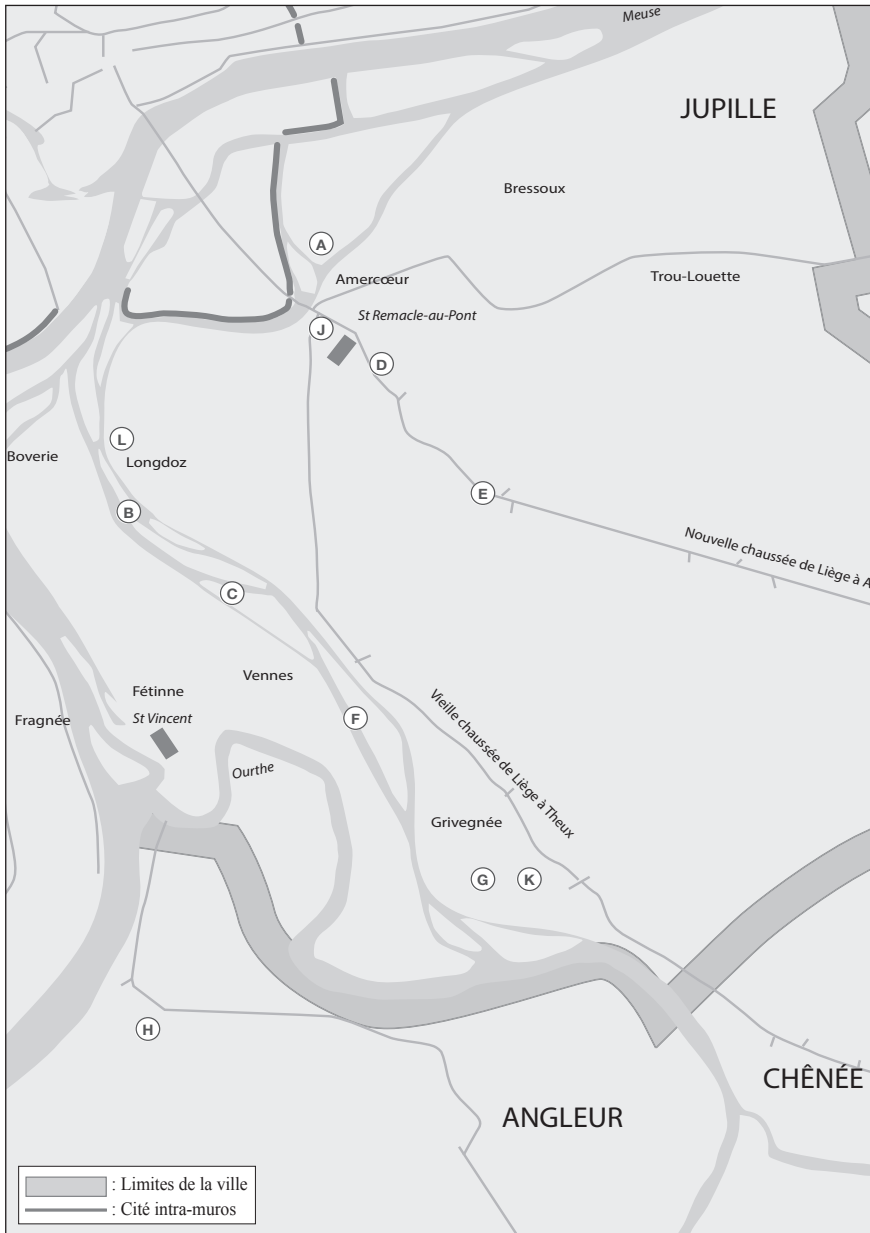 Meuse
JUPILLE
Bressoux
A
Amercœur
Trou-Louette
St Remacle-au-Pont
J
D
L
Boverie
Longdoz
E
B
Nouvelle chaussée de Liège à A
C
Vennes
Fétinne
Fragnée
St Vincent
F
Vieille chaussée de Liège à Theux
Ourthe
Grivegnée
G
K
H
CHÊNÉE
ANGLEUR
: Limites de la ville
: Cité intra-muros